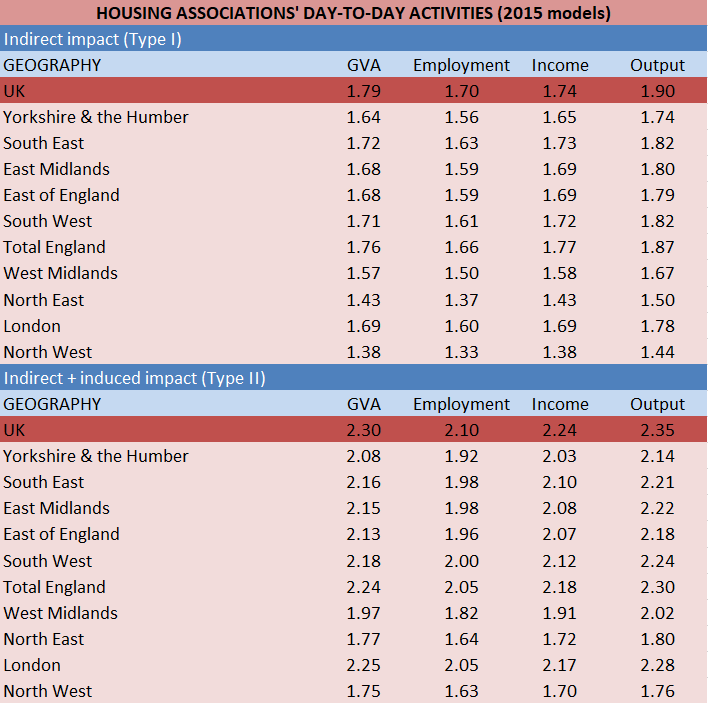 HOUSING ASSOCIATIONS' DAY-TO-DAY ACTIVITIES (2015 models)
Indirect impact (Type I)
GEOGRAPHY GVA Employment Income Output
UK 1.79 1.70 1.74 1.90
Yorkshire & the Humber 1.64 1.56 1.65 1.74
South East 1.72 1.63 1.73 1.82
East Midlands 1.68 1.59 1.69 1.80
East of England 1.68 1.59 1.69 1.79
South West 1.71 1.61 1.72 1.82
Total England 1.76 1.66 1.77 1.87
West Midlands 1.57 1.50 1.58 1.67
North East 1.43 1.37 1.43 1.50
London 1.69 1.60 1.69 1.78
North West 1.38 1.33 1.38 1.44
Indirect + induced impact (Type II)
GEOGRAPHY GVA Employment Income Output
UK 2.30 2.10 2.24 2.35
Yorkshire & the Humber 2.08 1.92 2.03 2.14
South East 2.16 1.98 2.10 2.21
East Midlands 2.15 1.98 2.08 2.22
East of England 2.13 1.96 2.07 2.18
South West 2.18 2.00 2.12 2.24
Total England 2.24 2.05 2.18 2.30
West Midlands 1.97 1.82 1.91 2.02
North East 1.77 1.64 1.72 1.80
London 2.25 2.05 2.17 2.28
North West 1.75 1.63 1.70 1.76